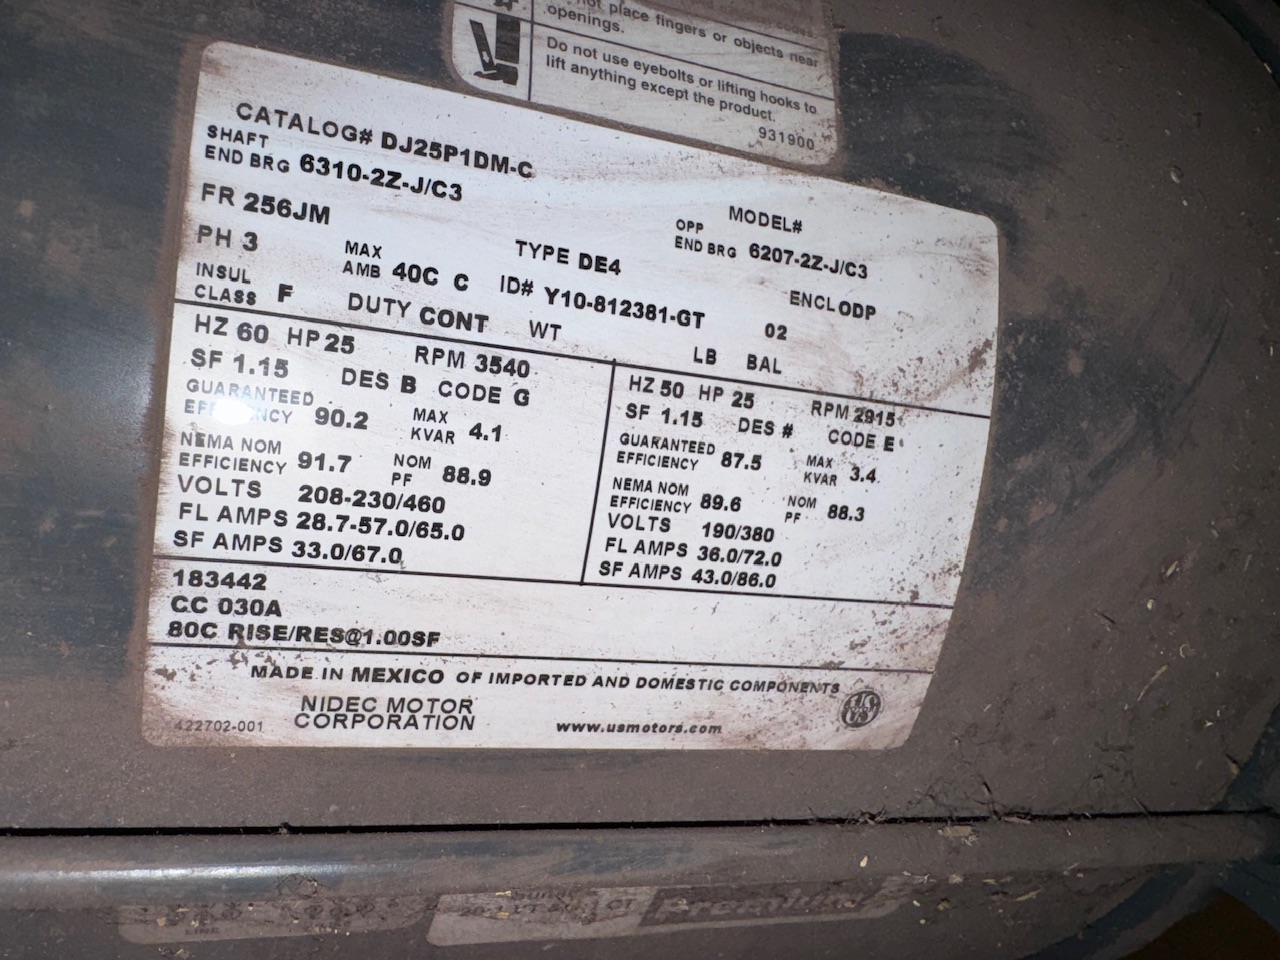 not place fingers or objects near
openings.
Do not use eyebolts or lifting hooks to
lift anything except the product.
931900
CATALOG# DJ25P1DM-C
MODEL#
SHAFT
END BRG 6310-2Z-J/C3
OPP
END BRG 6207-2Z-J/C3
FR 256JM
TYPE DE4
ENCL ODP
PH 3
MAX
AMB 40C C
ID# Y10-812381-GT
02
INSUL
CLASS F
DUTY CONT
WT
LB
BAL
HZ 60 HP 25 RPM 3540
SF 1.15 DES B CODE G
GUARANTEED
EFFICIENCY 90.2
MAX
KVAR 4.1
NEMA NOM
EFFICIENCY 91.7
NOM
PF 88.9
VOLTS 208-230/460
FL AMPS 28.7-57.0/65.0
SF AMPS 33.0/67.0
HZ 50 HP 25 RPM 2915
SF 1.15 DES # CODE E
GUARANTEED
EFFICIENCY 87.5
MAX
KVAR 3.4
NEMA NOM
EFFICIENCY 89.6
NOM
PF 88.3
VOLTS 190/380
FL AMPS 36.0/72.0
SF AMPS 43.0/86.0
183442
CC 030A
80C RISE/RES@1.00SF
MADE IN MEXICO OF IMPORTED AND DOMESTIC COMPONENTS
NIDEC MOTOR
CORPORATION
422702-001
www.usmotors.com
Premium